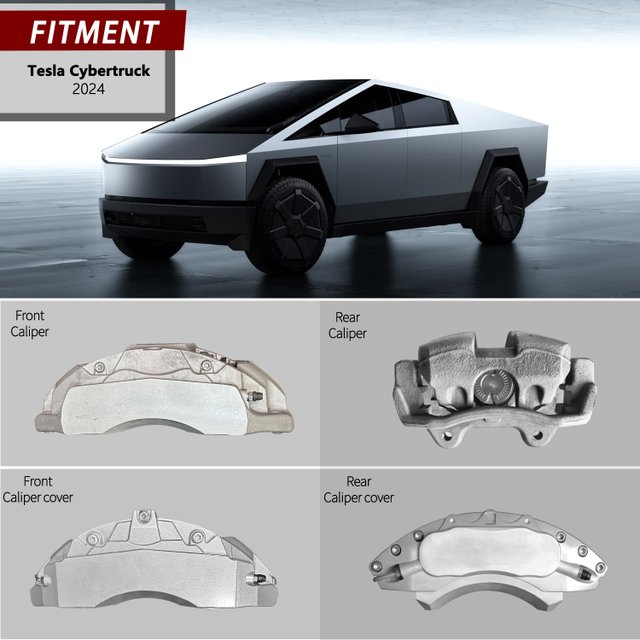 FITMENT
Tesla Cybertruck
2024
Front
Caliper
Rear
Caliper
Front
Caliper cover
Rear
Caliper cover